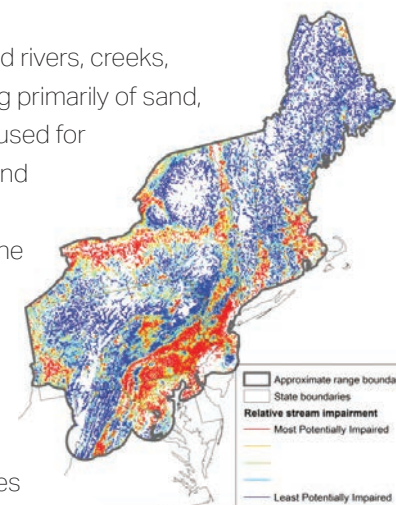 d rivers, creeks,
g primarily of sand,
used for
nd
ne
es
Approximate range bounda
State boundaries
Relative stream impairment
Most Potentially Impaired
Least Potentially Impaired